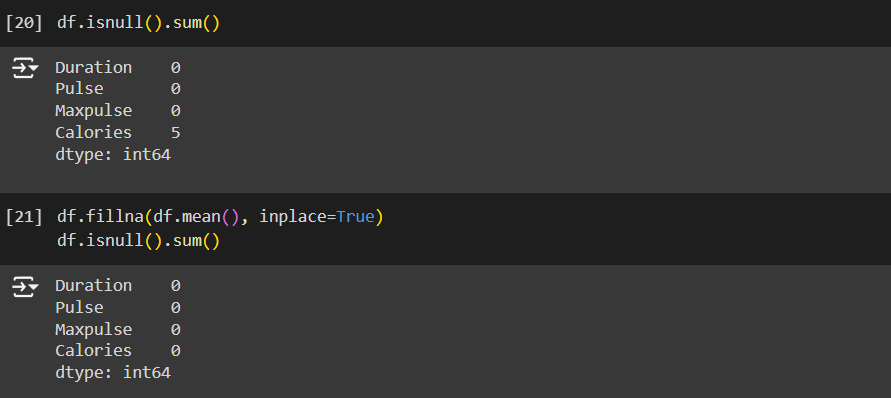 [20] df.isnull().sum()
Duration    0
Pulse       0
Maxpulse    0
Calories    5
dtype: int64
[21] df.fillna(df.mean(), inplace=True)
df.isnull().sum()
Duration    0
Pulse       0
Maxpulse    0
Calories    0
dtype: int64